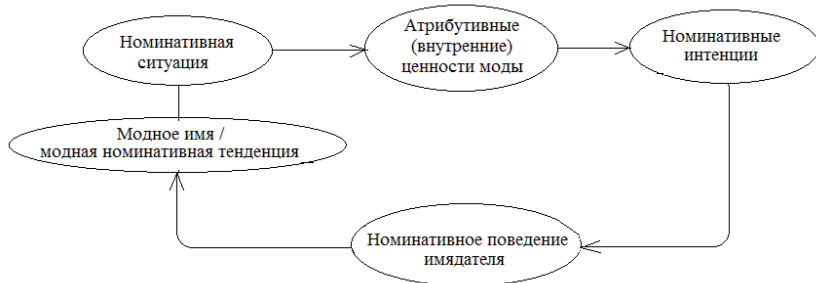 Номинативная
ситуация
Атрибутивные
(внутренние)
ценности моды
Номинативные
интенции
Модное имя /
модная номинативная тенденция
Номинативное поведение
имядателя